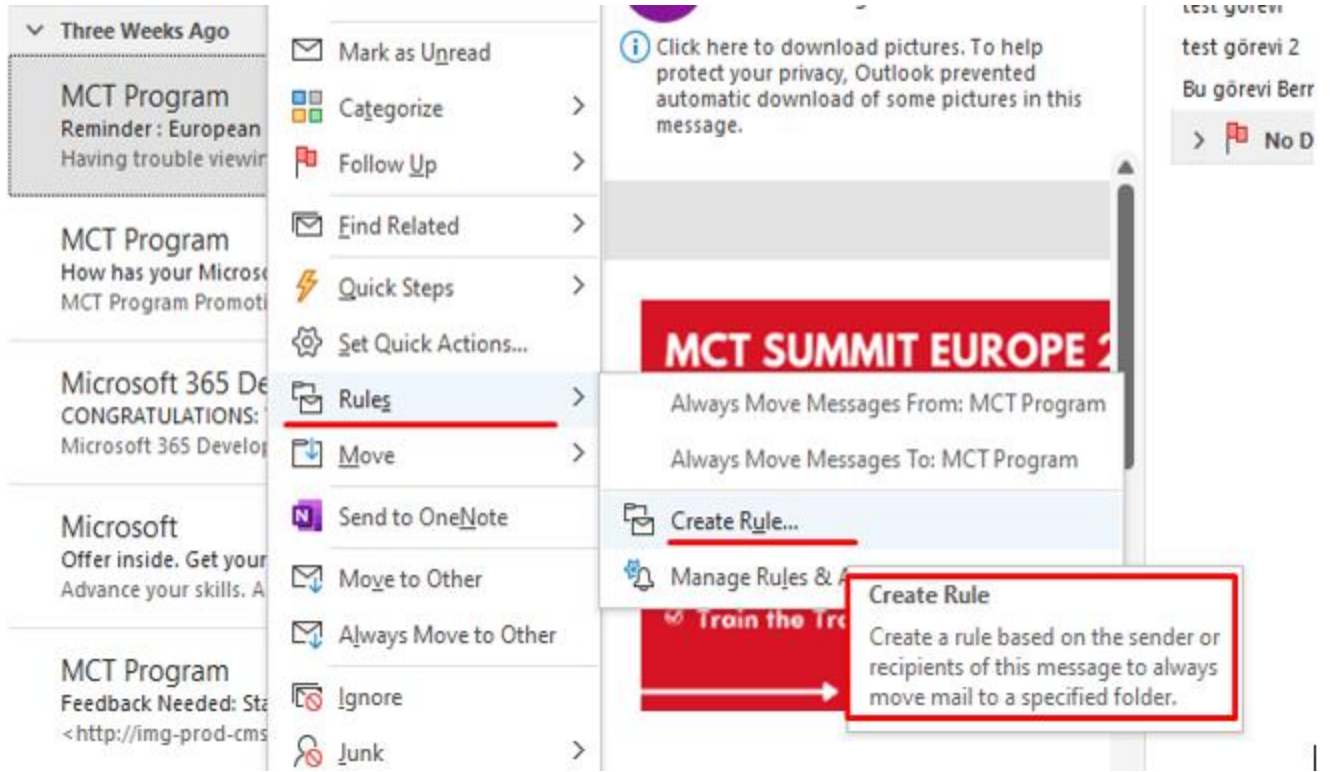 Three Weeks Ago
MCT Program
Reminder : European
Having trouble viewin
MCT Program
How has your Microso
MCT Program Promoti
Microsoft 365 De
CONGRATULATIONS:
Microsoft 365 Develop
Microsoft
Offer inside. Get your
Advance your skills. A
MCT Program
Feedback Needed: Sta
<http://img-prod-cms
Mark as Unread
Categorize
Follow Up
Find Related
Quick Steps
Set Quick Actions...
Rules
Move
Send to OneNote
Move to Other
Always Move to Other
Ignore
Junk
Click here to download pictures. To help
protect your privacy, Outlook prevented
automatic download of some pictures in this
message.
MCT SUMMIT EUROPE 2
Always Move Messages From: MCT Program
Always Move Messages To: MCT Program
Create Rule...
Manage Rules & A
Train the Tra
Create Rule
Create a rule based on the sender or
recipients of this message to always
move mail to a specified folder.
test görevi
test görevi 2
Bu görevi Berr
No D